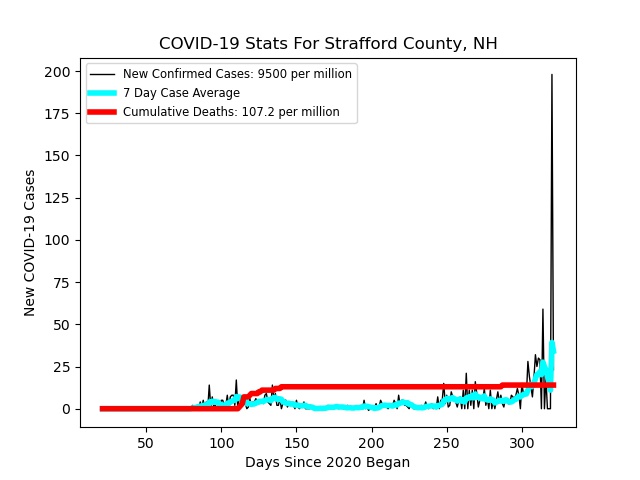 COVID-19 Stats For Strafford County, NH
New Confirmed Cases: 9500 per million
7 Day Case Average
Cumulative Deaths: 107.2 per million
New COVID-19 Cases
200
175
150
125
100
75
50
25
0
50
100
150
200
250
300
Days Since 2020 Began